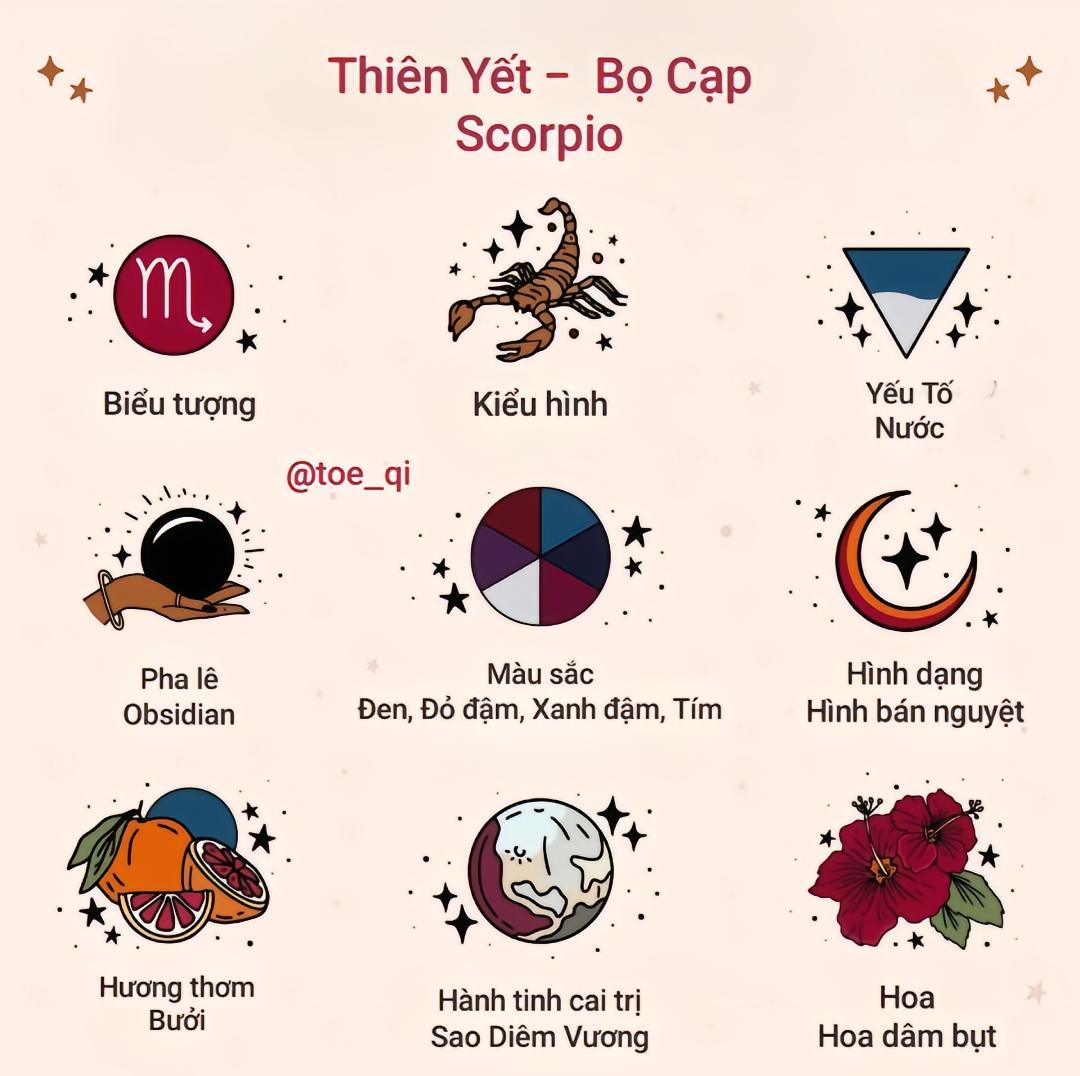 Thiên Yết – Bọ Cạp
Scorpio
Biểu tượng
Kiểu hình
Yếu Tố
Nước
@toe_qi
Pha lê
Obsidian
Màu sắc
Đen, Đỏ đậm, Xanh đậm, Tím
Hình dạng
Hình bán nguyệt
Hương thơm
Bưởi
Hành tinh cai trị
Sao Diêm Vương
Hoa
Hoa dâm bụt